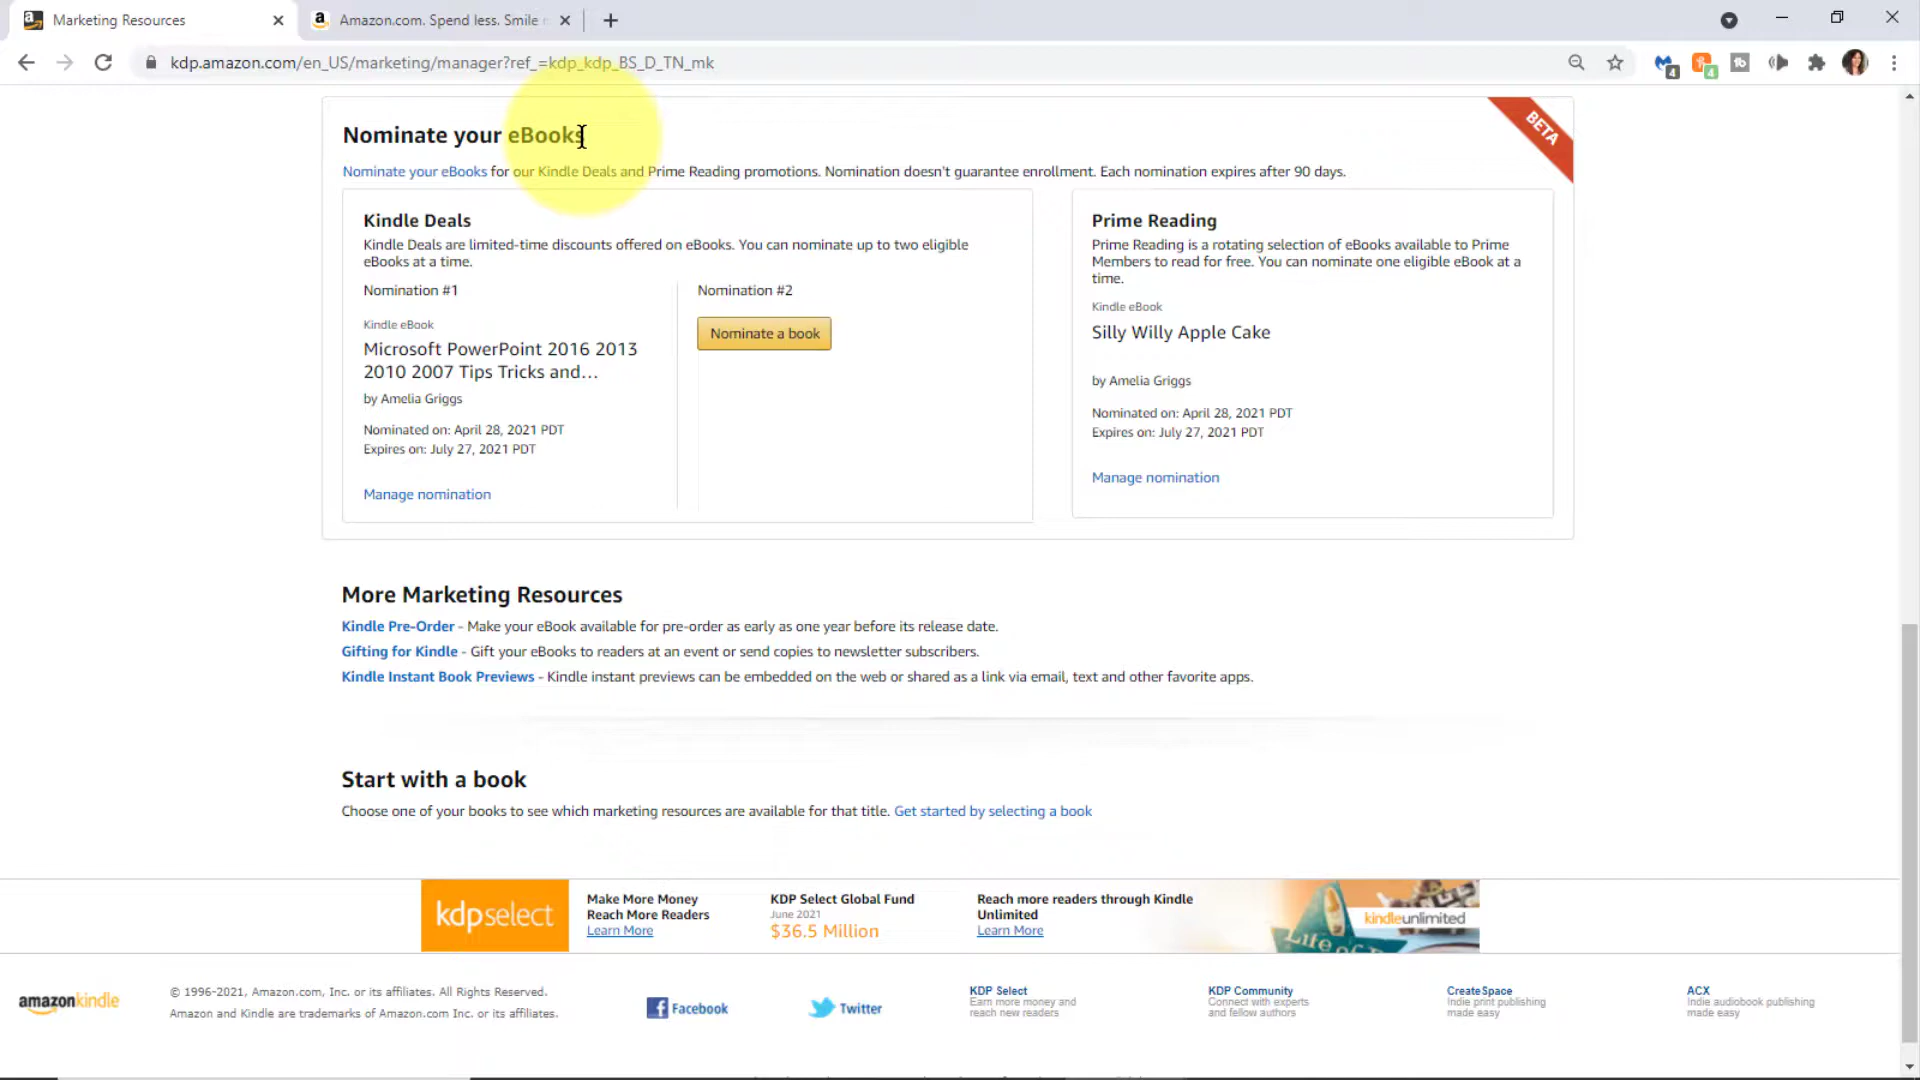 Marketing Resources
Amazon.com. Spend less. Smile
kdp.amazon.com/en_US/marketing/manager?ref_=kdp_kdp_BS_D_TN_mk
4
4
BETA
Nominate your eBooks
Nominate your eBooks for our Kindle Deals and Prime Reading promotions. Nomination doesn't guarantee enrollment. Each nomination expires after 90 days.
Kindle Deals
Kindle Deals are limited-time discounts offered on eBooks. You can nominate up to two eligible
eBooks at a time.
Nomination #1
Kindle eBook
Microsoft PowerPoint 2016 2013
2010 2007 Tips Tricks and...
by Amelia Griggs
Nominated on: April 28, 2021 PDT
Expires on: July 27, 2021 PDT
Manage nomination
Nomination #2
Nominate a book
Prime Reading
Prime Reading is a rotating selection of eBooks available to Prime
Members to read for free. You can nominate one eligible eBook at a
time.
Kindle eBook
Silly Willy Apple Cake
by Amelia Griggs
Nominated on: April 28, 2021 PDT
Expires on: July 27, 2021 PDT
Manage nomination
More Marketing Resources
Kindle Pre-Order - Make your eBook available for pre-order as early as one year before its release date.
Gifting for Kindle - Gift your eBooks to readers at an event or send copies to newsletter subscribers.
Kindle Instant Book Previews - Kindle instant previews can be embedded on the web or shared as a link via email, text and other favorite apps.
Start with a book
Choose one of your books to see which marketing resources are available for that title. Get started by selecting a book
kdpselect
Make More Money
Reach More Readers
Learn More
KDP Select Global Fund
June 2021
$36.5 Million
Reach more readers through Kindle
Unlimited
Learn More
Life of
kindleunlimited
amazonkindle
© 1996-2021, Amazon.com, Inc. or its affiliates. All Rights Reserved.
Amazon and Kindle are trademarks of Amazon.com Inc. or its affiliates.
Facebook
Twitter
KDP Select
Earn more money and
reach new readers
KDP Community
Connect with experts
and fellow authors
CreateSpace
Indie print publishing
made easy
ACX
Indie audiobook publishing
made easy